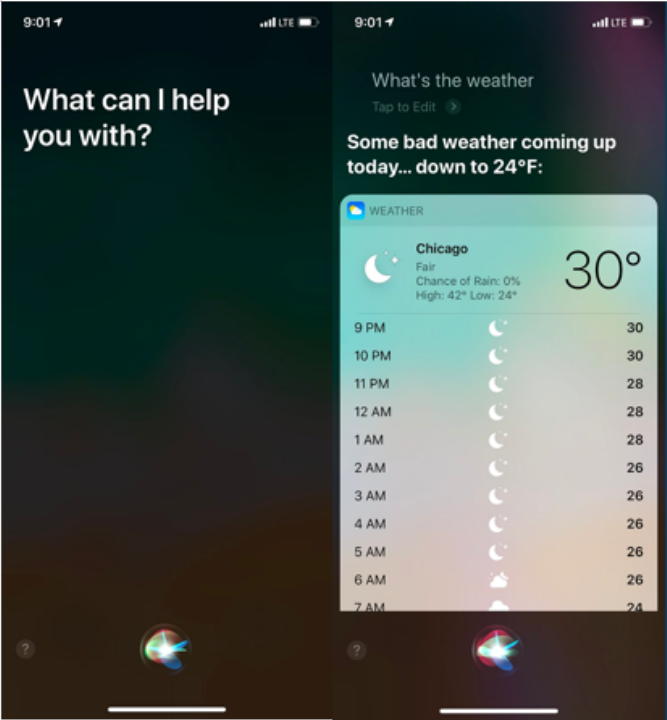 9:01
LTE
What can I help
you with?
?
9:01
LTE
What's the weather
Tap to Edit
Some bad weather coming up
today... down to 24°F:
WEATHER
Chicago
Fair
Chance of Rain: 0%
High: 42° Low: 24°
30°
9 PM 30
10 PM 30
11 PM 28
12 AM 28
1 AM 28
2 AM 26
3 AM 26
4 AM 26
5 AM 26
6 AM 26
7 AM 24
?